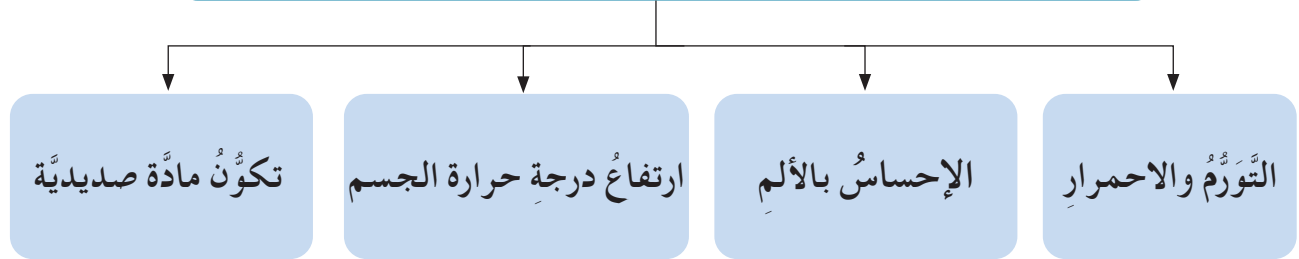 التَّوَرُّمُ والاحمرارِ
الإحساسُ بالألمِ
ارتفاعُ درجةِ حرارة الجسم
تكوُّنُ مادَّة صديديَّة